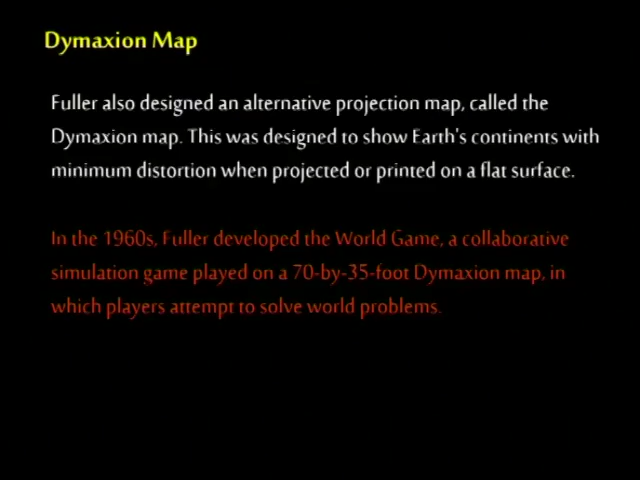 Dymaxion Map
Fuller also designed an alternative projection map, called the
Dymaxion map. This was designed to show Earth's continents with
minimum distortion when projected or printed on a flat surface.
In the 1960s, Fuller developed the World Game, a collaborative
simulation game played on a 70-by-35-foot Dymaxion map, in
which players attempt to solve world problems.